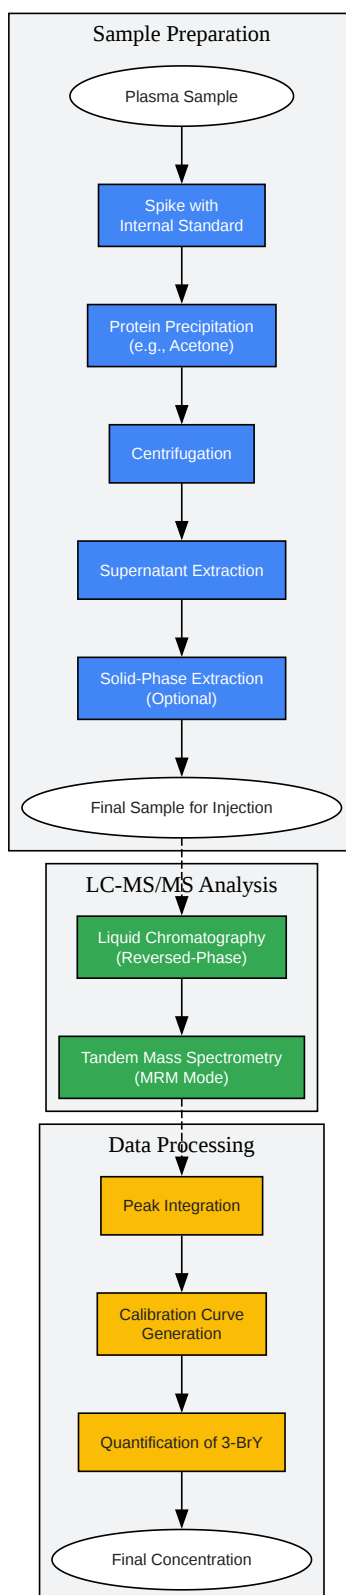 Sample Preparation
Plasma Sample
Spike with
Internal Standard
Protein Precipitation
(e.g., Acetone)
Centrifugation
Supernatant Extraction
Solid-Phase Extraction
(Optional)
Final Sample for Injection
LC-MS/MS Analysis
Liquid Chromatography
(Reversed-Phase)
Tandem Mass Spectrometry
(MRM Mode)
Data Processing
Peak Integration
Calibration Curve
Generation
Quantification of 3-BrY
Final Concentration